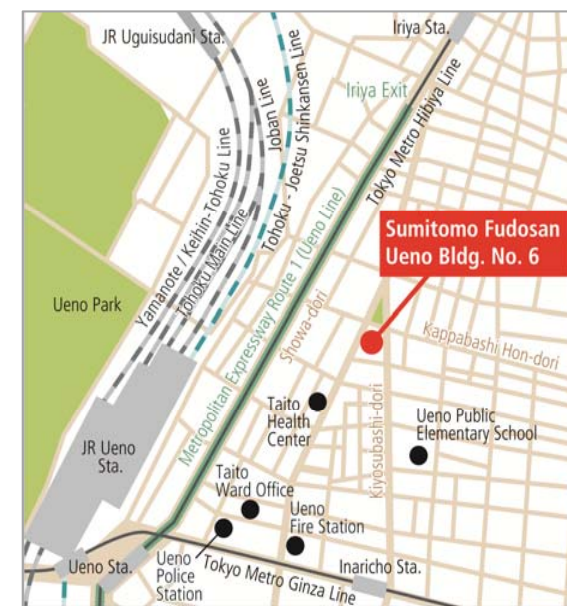 JR Uguisudani Sta.
Iriya Sta.
Iriya Exit
Joban Line
Tohoku - Joetsu Shinkansen Line
Tokyo Metro Hibiya Line
Yamanote / Keihin-Tohoku Line
Tohoku Main Line
Metropolitan Expressway Route 1 (Ueno Line)
Showa-dori
Sumitomo Fudosan
Ueno Bldg. No. 6
Ueno Park
Kappabashi Hon-dori
Kiyosubashi-dori
Taito
Health
Center
Ueno Public
Elementary School
JR Ueno
Sta.
Taito
Ward Office
Ueno
Fire Station
Ueno Sta.
Ueno
Police
Station
Tokyo Metro Ginza Line
Inaricho Sta.